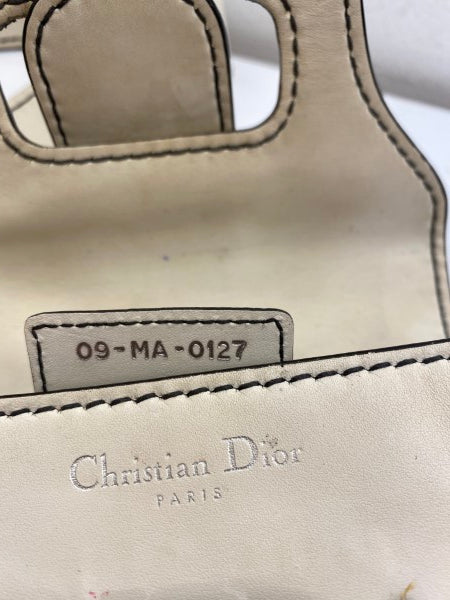 09-MA-0127
Christian Dior
PARIS